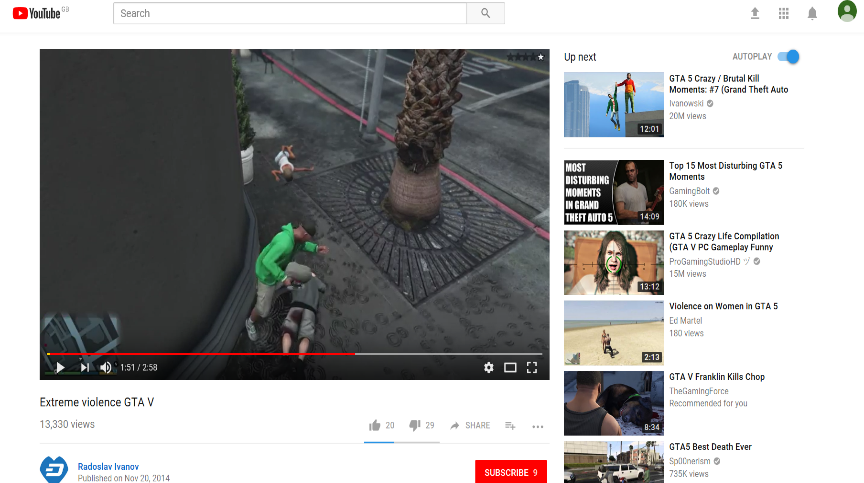 YouTube GB
Search
Up next
AUTOPLAY
GTA 5 Crazy / Brutal Kill
Moments: #7 (Grand Theft Auto
Ivanowski
20M views
12:01
MOST
DISTURBING
MOMENTS
IN GRAND
THEFT AUTO 5
14:09
Top 15 Most Disturbing GTA 5
Moments
GamingBolt
180K views
GTA 5 Crazy Life Compilation
(GTA V PC Gameplay Funny
ProGamingStudioHD ツ
15M views
13:12
Violence on Women in GTA 5
Ed Martel
180 views
2:13
GTA V Franklin Kills Chop
TheGamingForce
Recommended for you
8:34
GTA5 Best Death Ever
Sp00nerism
735K views
1:51 / 2:58
Extreme violence GTA V
13,330 views
20
29
SHARE
Radoslav Ivanov
Published on Nov 20, 2014
SUBSCRIBE 9